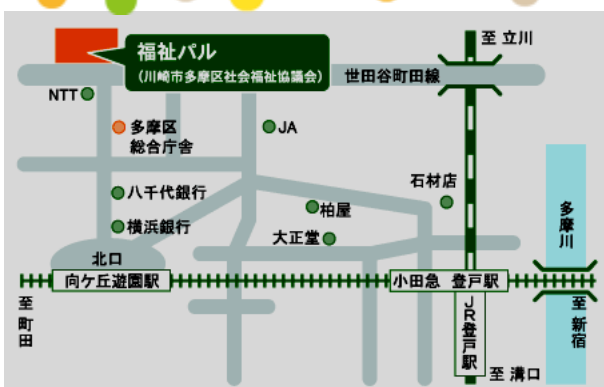 至 立川
福祉パル
(川崎市多摩区社会福祉協議会)
世田谷町田線
NTT
多摩区
総合庁舎
JA
石材店
八千代銀行
柏屋
多摩川
横浜銀行
大正堂
北口
向ケ丘遊園駅
小田急 登戸駅
至町田
JR登戸駅
至新宿
至 溝口